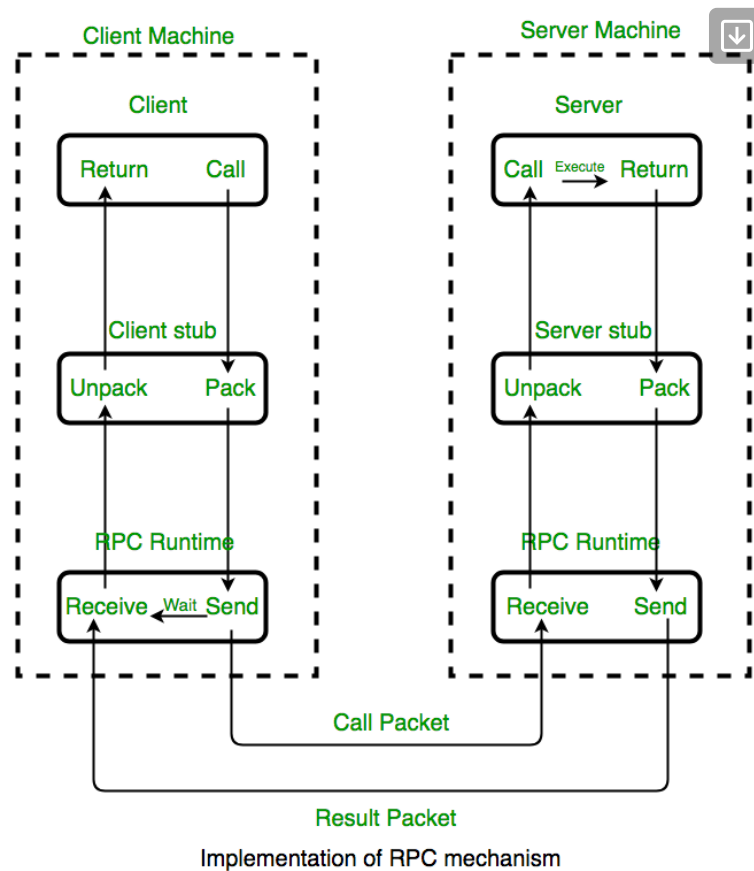 Client Machine
Server Machine
Client
Server
Return Call
Call Execute Return
Client stub
Server stub
Unpack Pack
Unpack Pack
RPC Runtime
RPC Runtime
Receive Wait Send
Receive Send
Call Packet
Result Packet
Implementation of RPC mechanism